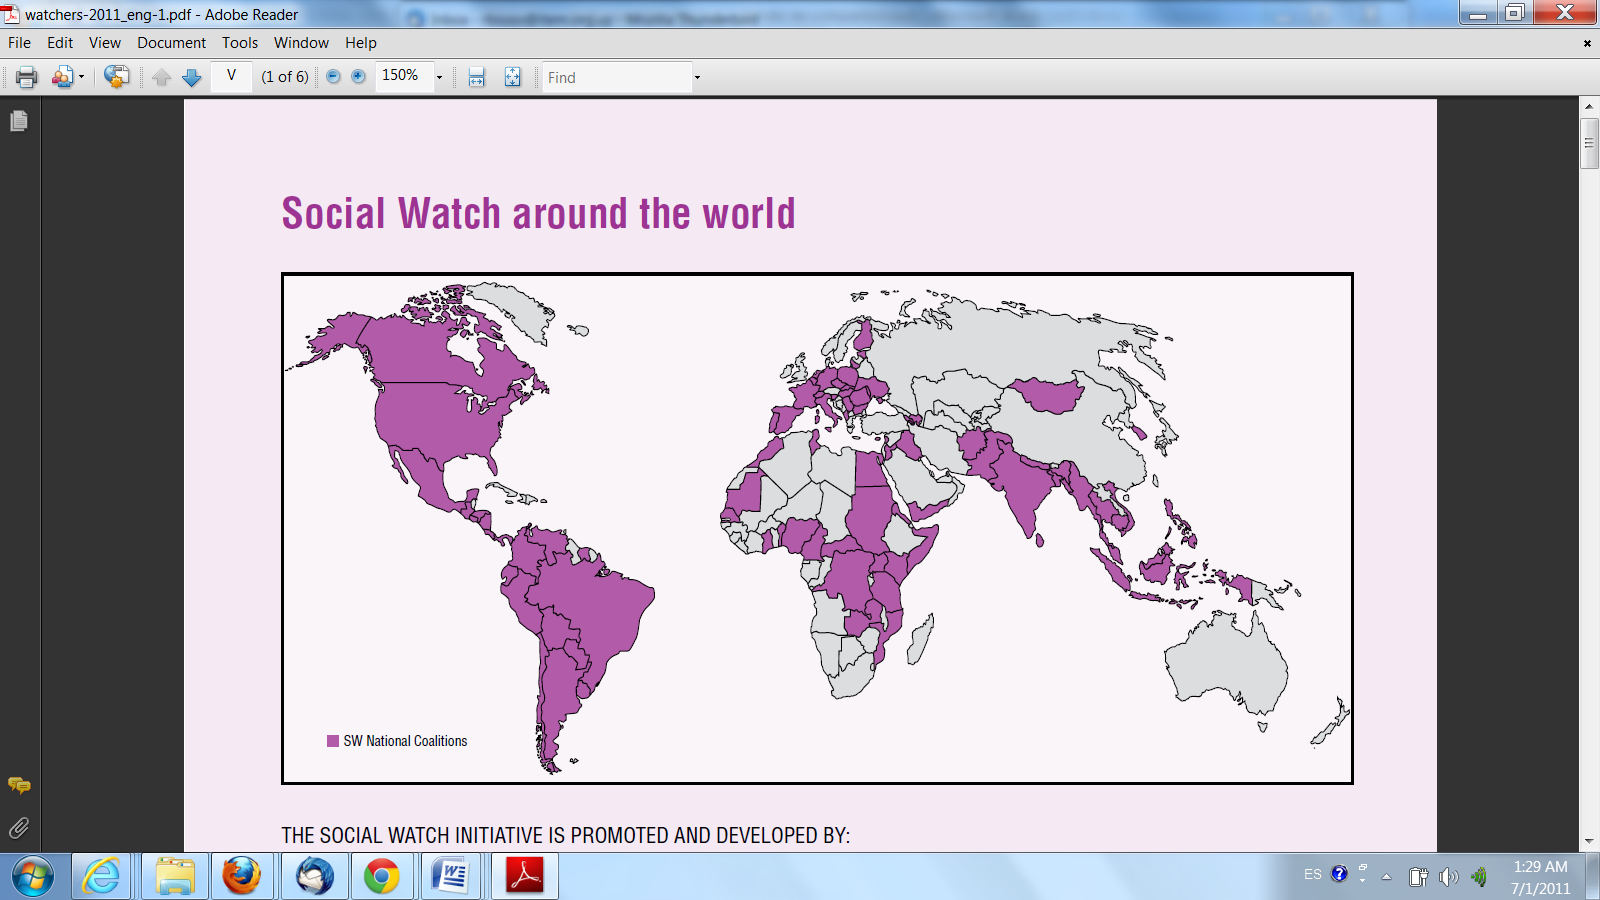 watchers-2011_eng-1.pdf - Adobe Reader
File Edit View Document Tools Window Help
V (1 of 6) 150% Find
Social Watch around the world
SW National Coalitions
THE SOCIAL WATCH INITIATIVE IS PROMOTED AND DEVELOPED BY:
ES
1:29 AM
7/1/2011